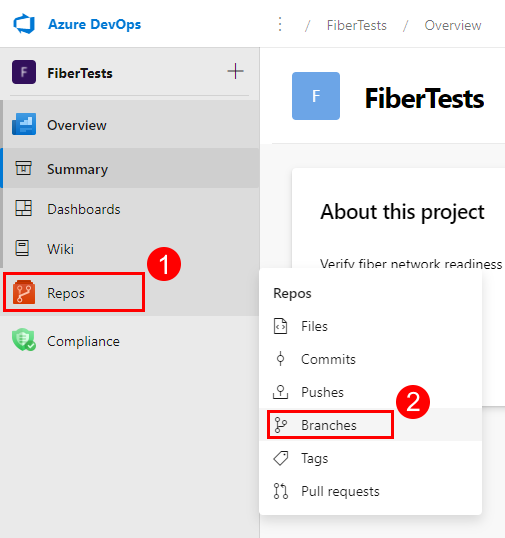 Azure DevOps
FiberTests / Overview
F FiberTests +
F FiberTests
Overview
Summary
About this project
Dashboards
Wiki
Verify fiber network readiness
1
Repos
Compliance
Repos
Files
Commits
Pushes
2
Branches
Tags
Pull requests